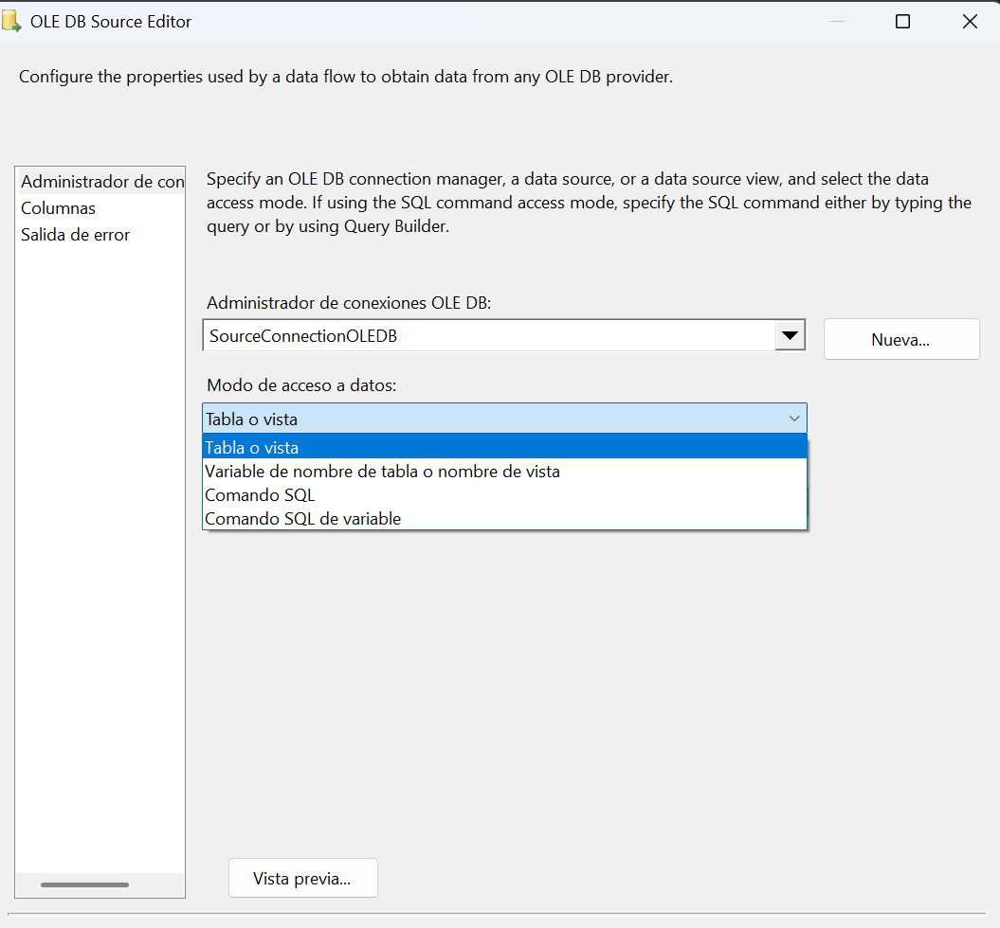 OLE DB Source Editor
Configure the properties used by a data flow to obtain data from any OLE DB provider.
Administrador de con
Columnas
Salida de error
Specify an OLE DB connection manager, a data source, or a data source view, and select the data
access mode. If using the SQL command access mode, specify the SQL command either by typing the
query or by using Query Builder.
Administrador de conexiones OLE DB:
SourceConnectionOLEDB
Nueva...
Modo de acceso a datos:
Tabla o vista
Tabla o vista
Variable de nombre de tabla o nombre de vista
Comando SQL
Comando SQL de variable
Vista previa...